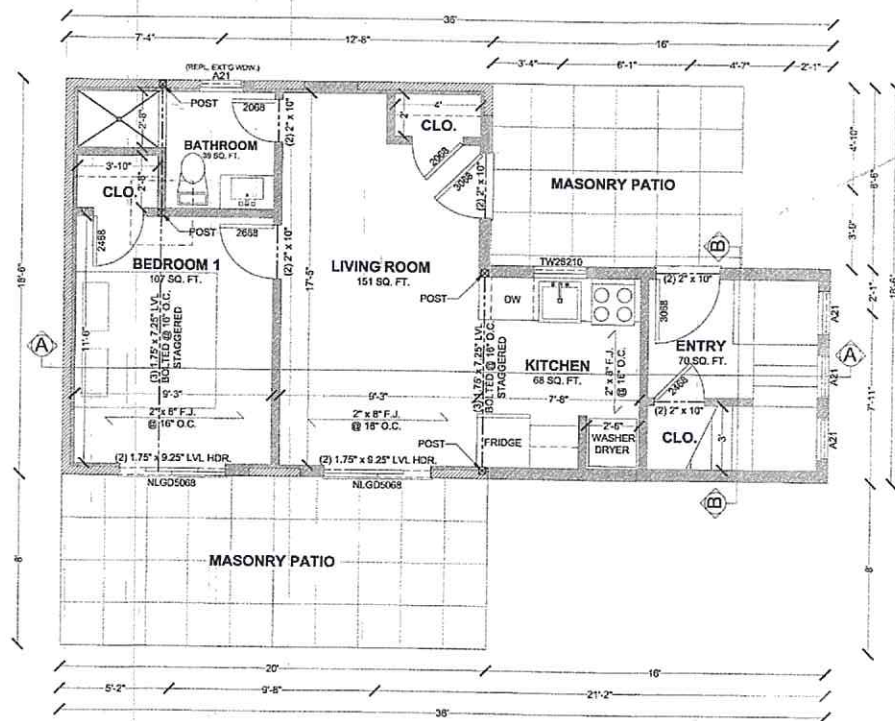 36'
7'-4"
12'-8"
16'
3'-4"
6'-1"
4'-7"
2'-1"
(REPL. EXT'G WDW.)
A21
POST
2068
BATHROOM
39 SQ. FT.
2'-8"
(2) 2" x 10"
4'
2'
CLO.
2068
3068
(2) 2" x 10"
MASONRY PATIO
4'-10"
8'-6"
3'-0"
3'-10"
CLO.
2'-8"
2468
POST
2668
(2) 2" x 10"
BEDROOM 1
107 SQ. FT.
LIVING ROOM
151 SQ. FT.
17'-5"
POST
TW28210
DW
B
(2) 2" x 10"
3068
2'-1"
18'-6"
A
11'-6"
(3) 1.75" x 7.25" LVL
BOLTED @ 16" O.C.
STAGGERED
(3) 1.75" x 7.25" LVL
BOLTED @ 16" O.C.
STAGGERED
KITCHEN
68 SQ. FT.
2" x 8" F.J.
@ 16" O.C.
ENTRY
70 SQ. FT.
2468
(2) 2" x 10"
A21
A21
A21
A
7'-11"
9'-3"
9'-3"
7'-8"
2" x 8" F.J.
@ 16" O.C.
2" x 8" F.J.
@ 16" O.C.
2'-6"
POST
FRIDGE
WASHER
DRYER
CLO.
3'
(2) 1.75" x 9.25" LVL HDR.
(2) 1.75" x 9.25" LVL HDR.
NLGD5068
NLGD5068
B
8'
MASONRY PATIO
8'
20'
16'
5'-2"
9'-8"
21'-2"
36'